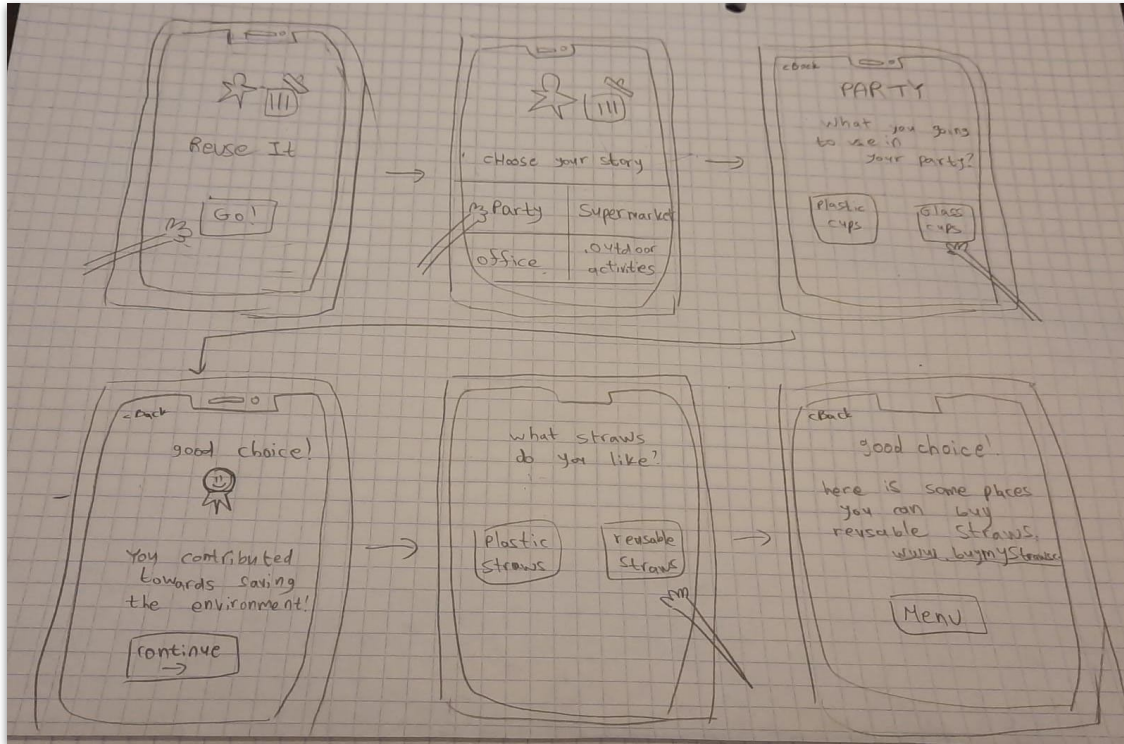 Reuse It
Go!
choose your story
Party
Supermarket
office
outdoor
activities
<Back
PARTY
What you going
to use in
your party?
Plastic
cups
Glass
cups
<Back
good choice!
You contributed
towards saving
the environment!
continue
→
what straws
do you like?
Plastic
Straws
reusable
Straws
<Back
good choice!
here is some places
you can buy
reusable straws.
Menu